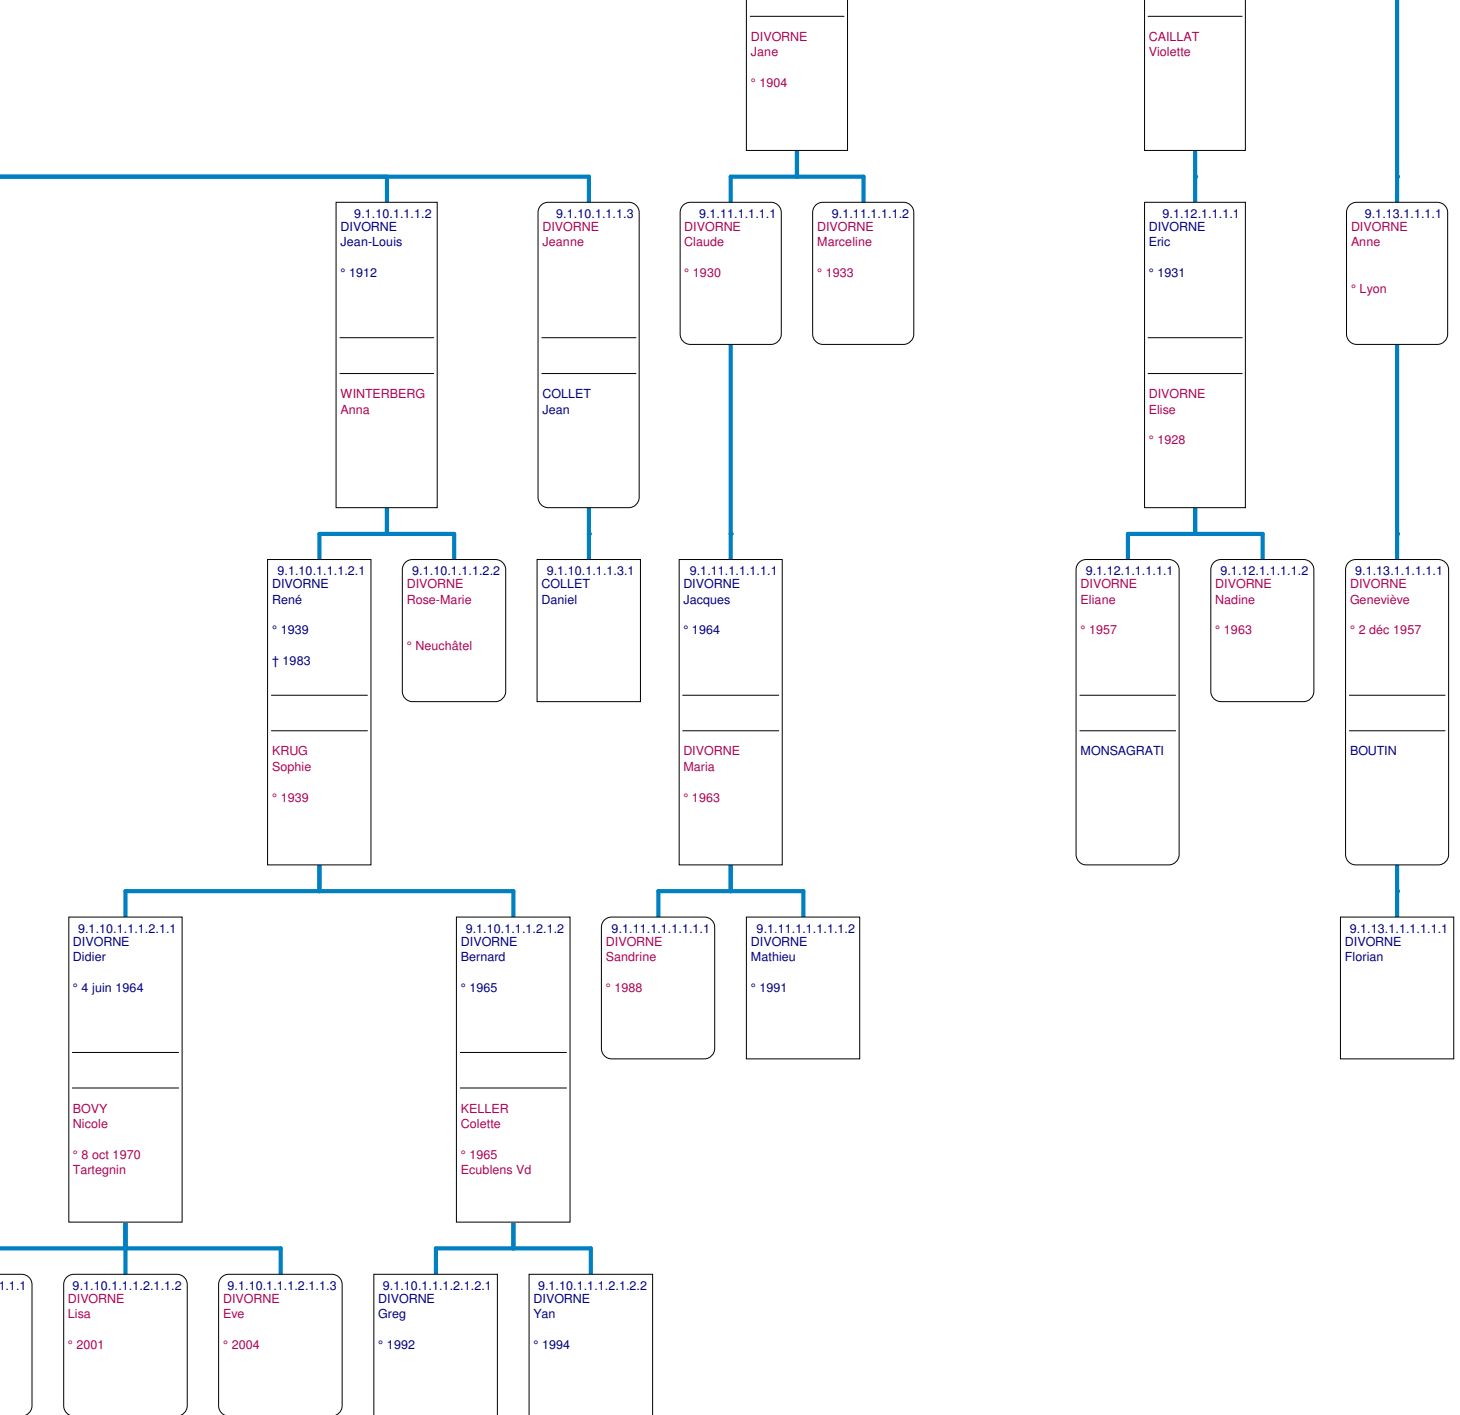 DIVORNE
Jane
° 1904
CAILLAT
Violette
9.1.10.1.1.1.2
DIVORNE
Jean-Louis
° 1912
WINTERBERG
Anna
9.1.10.1.1.1.3
DIVORNE
Jeanne
COLLET
Jean
9.1.11.1.1.1.1
DIVORNE
Claude
° 1930
9.1.11.1.1.1.2
DIVORNE
Marceline
° 1933
9.1.12.1.1.1.1
DIVORNE
Eric
° 1931
DIVORNE
Elise
° 1928
9.1.13.1.1.1.1
DIVORNE
Anne
° Lyon
9.1.10.1.1.1.2.1
DIVORNE
René
° 1939
† 1983
KRUG
Sophie
° 1939
9.1.10.1.1.1.2.2
DIVORNE
Rose-Marie
° Neuchâtel
9.1.10.1.1.1.3.1
COLLET
Daniel
9.1.11.1.1.1.1.1
DIVORNE
Jacques
° 1964
DIVORNE
Maria
° 1963
9.1.12.1.1.1.1.1
DIVORNE
Eliane
° 1957
MONSAGRATI
9.1.12.1.1.1.1.2
DIVORNE
Nadine
° 1963
9.1.13.1.1.1.1.1
DIVORNE
Geneviève
° 2 déc 1957
BOUTIN
9.1.10.1.1.1.2.1.1
DIVORNE
Didier
° 4 juin 1964
BOVY
Nicole
° 8 oct 1970
Tartegnin
9.1.10.1.1.1.2.1.2
DIVORNE
Bernard
° 1965
KELLER
Colette
° 1965
Ecublens Vd
9.1.11.1.1.1.1.1.1
DIVORNE
Sandrine
° 1988
9.1.11.1.1.1.1.1.2
DIVORNE
Mathieu
° 1991
9.1.13.1.1.1.1.1.1
DIVORNE
Florian
1.1.1
9.1.10.1.1.1.2.1.1.2
DIVORNE
Lisa
° 2001
9.1.10.1.1.1.2.1.1.3
DIVORNE
Eve
° 2004
9.1.10.1.1.1.2.1.2.1
DIVORNE
Greg
° 1992
9.1.10.1.1.1.2.1.2.2
DIVORNE
Yan
° 1994